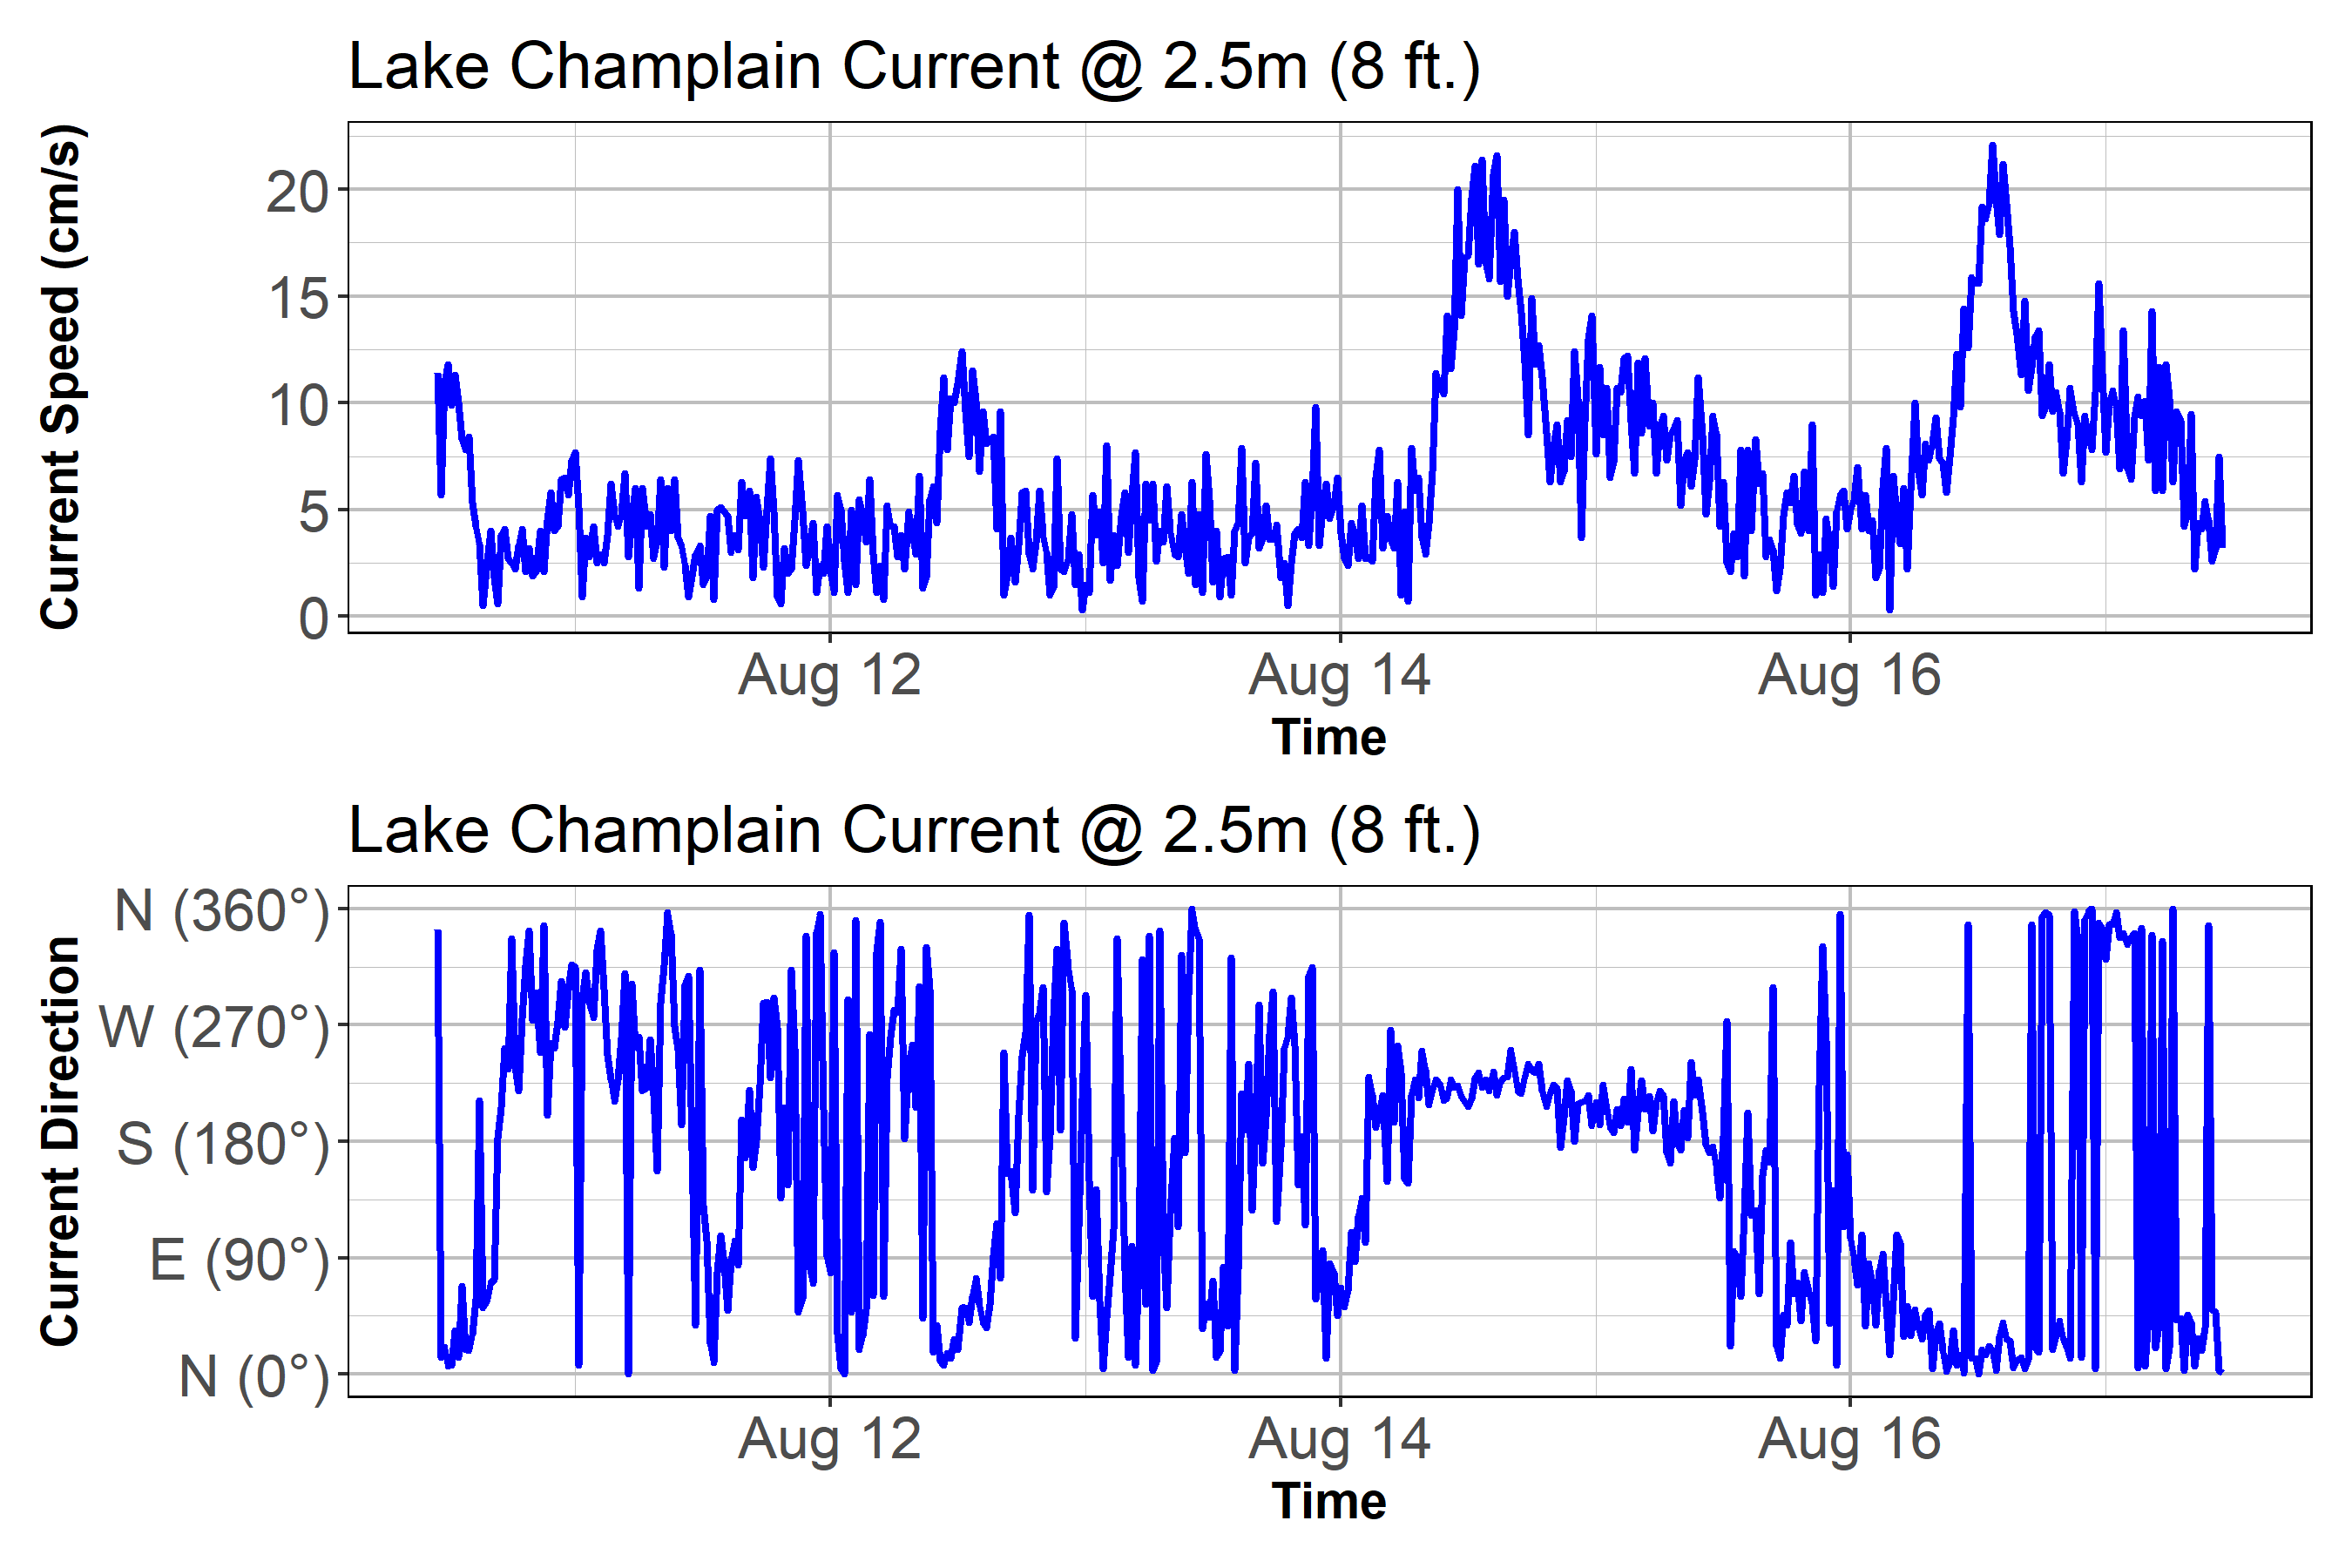 Lake Champlain Current @ 2.5m (8 ft.)
Current Speed (cm/s)
20
15
10
5
0
Aug 12 Aug 14 Aug 16
Time
Lake Champlain Current @ 2.5m (8 ft.)
Current Direction
N (360°)
W (270°)
S (180°)
E (90°)
N (0°)
Aug 12 Aug 14 Aug 16
Time